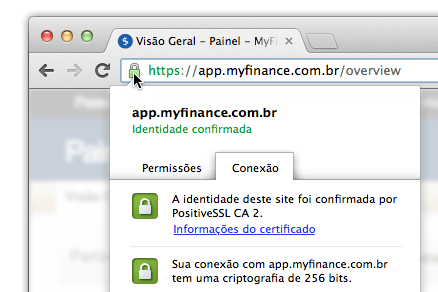 Visão Geral – Painel – MyFi
https://app.myfinance.com.br/overview
app.myfinance.com.br
Identidade confirmada
Permissões
Conexão
A identidade deste site foi confirmada por
PositiveSSL CA 2.
Informações do certificado
Sua conexão com app.myfinance.com.br
tem uma criptografia de 256 bits.